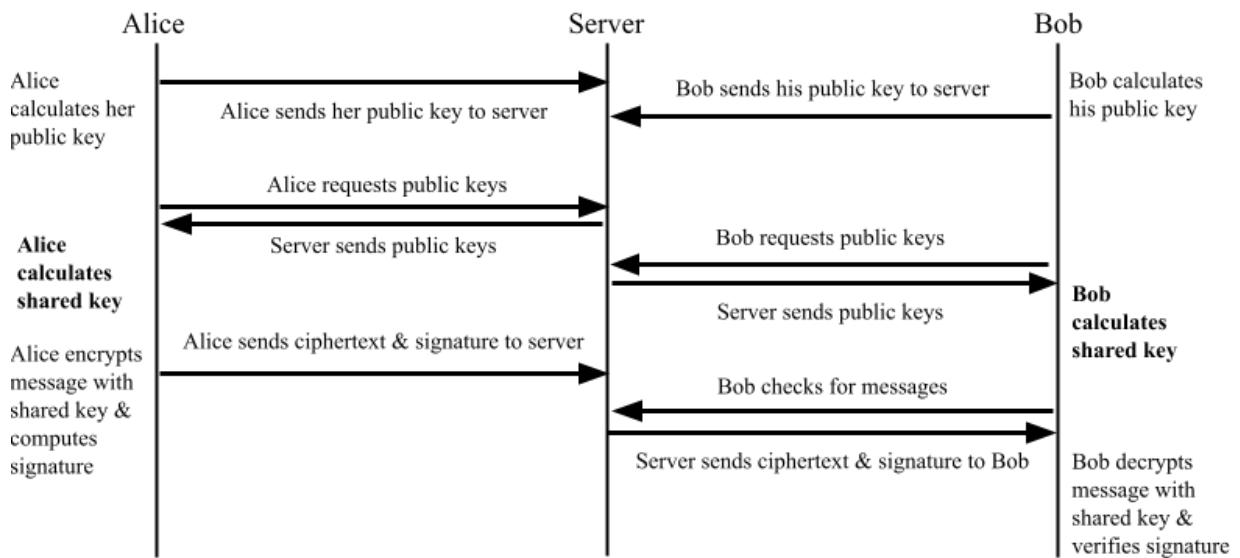 Alice
Server
Bob
Alice
calculates her
public key
Alice sends her public key to server
Bob sends his public key to server
Bob calculates
his public key
Alice requests public keys
Server sends public keys
Alice
calculates
shared key
Bob requests public keys
Server sends public keys
Bob
calculates
shared key
Alice sends ciphertext & signature to server
Alice encrypts
message with
shared key &
computes
signature
Bob checks for messages
Server sends ciphertext & signature to Bob
Bob decrypts
message with
shared key &
verifies signature